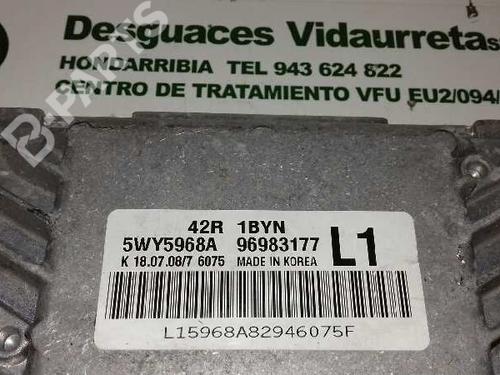 Desguaces Vidaurreta
HONDARRIBIA TEL 943 624 822
CENTRO DE TRATAMIENTO VFU EU2/094/
B-PARTS
42R 1BYN
5WY5968A 96983177 L1
K 18.07.08/7 6075 MADE IN KOREA
L15968A82946075F